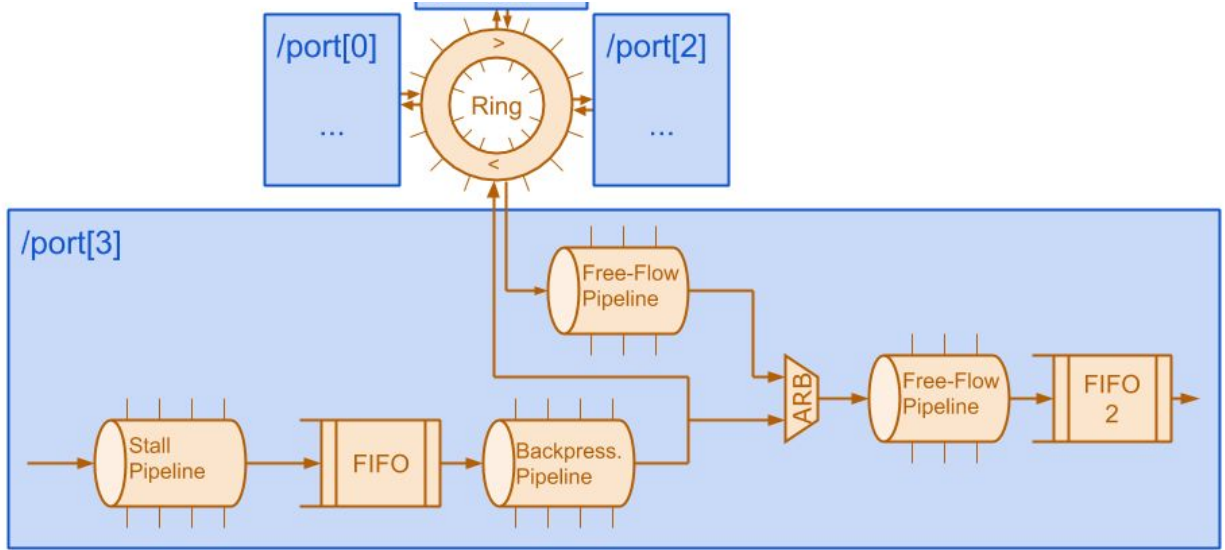 /port[0]
...
>
Ring
<
/port[2]
...
/port[3]
Free-Flow
Pipeline
ARB
Free-Flow
Pipeline
FIFO
2
Stall
Pipeline
FIFO
Backpress.
Pipeline